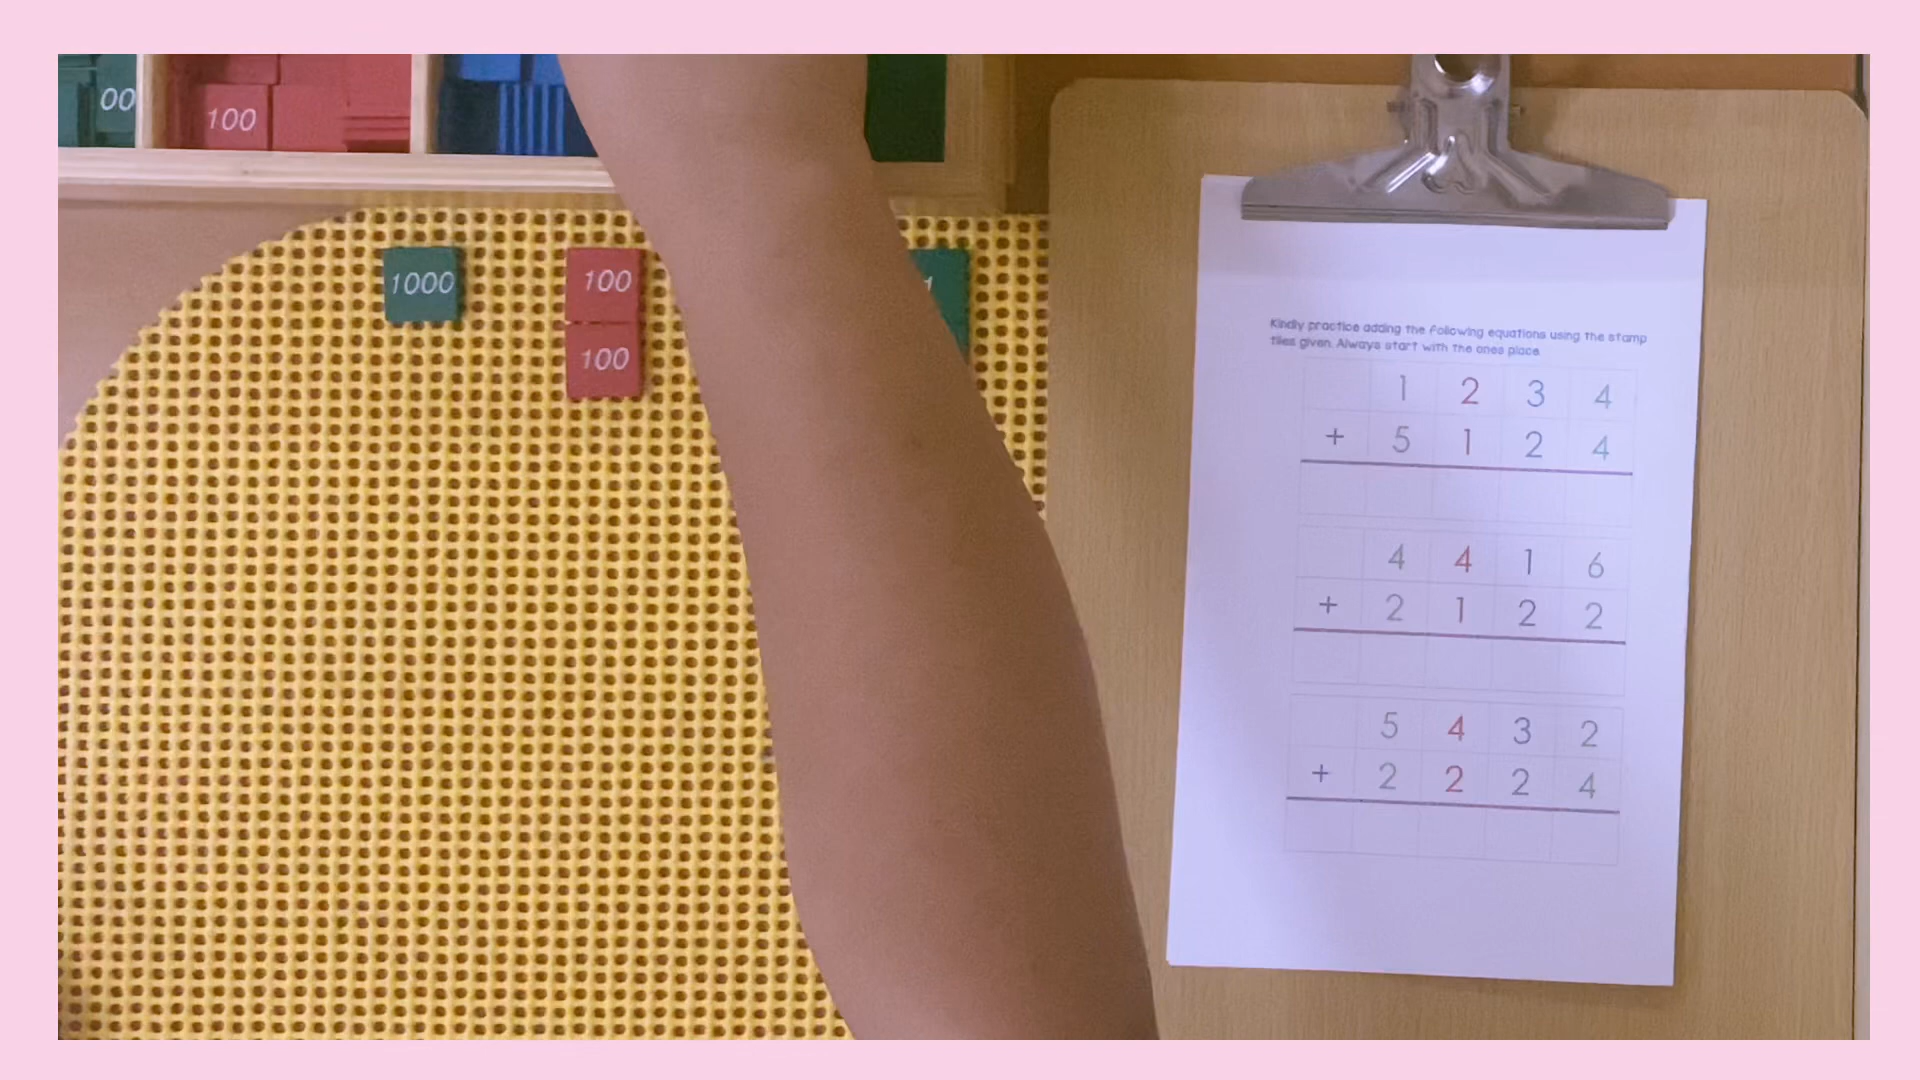 00
100
1000
100
100
1
Kindly practice adding the following equations using the stamp
tiles given. Always start with the ones place.
1 2 3 4
+ 5 1 2 4
4 4 1 6
+ 2 1 2 2
5 4 3 2
+ 2 2 2 4